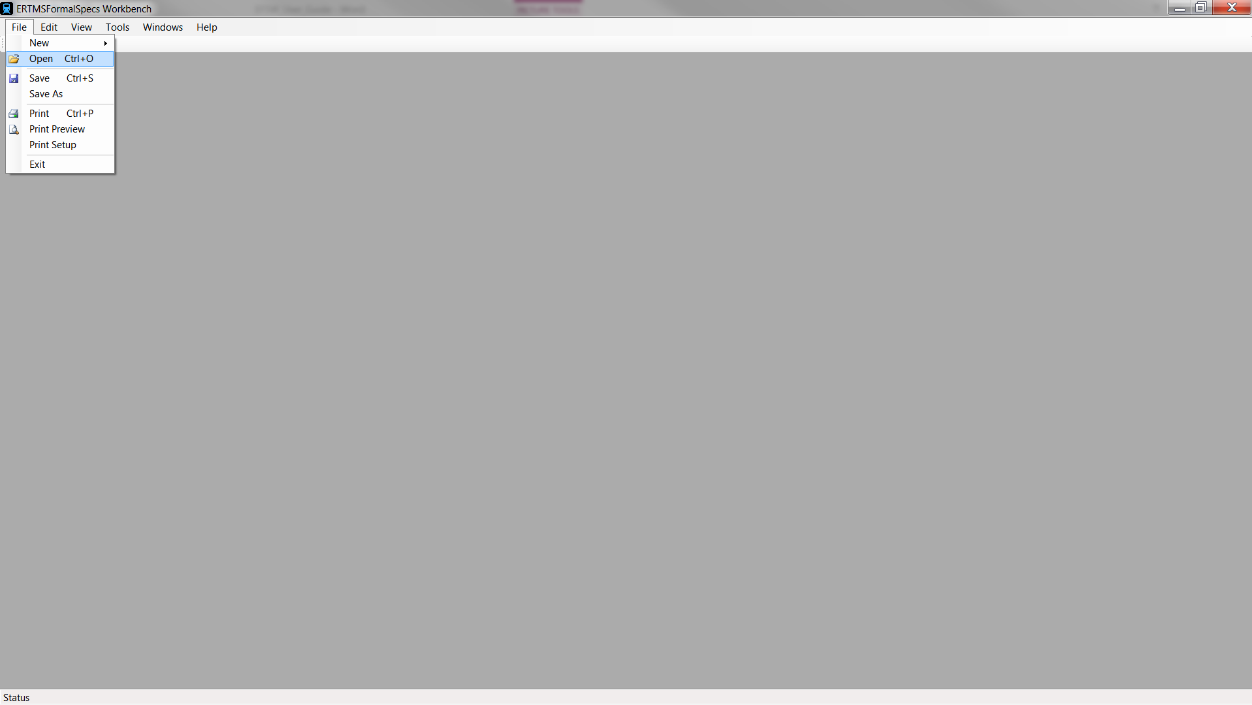 ERTMSFormalSpecs Workbench
File Edit View Tools Windows Help
New
Open Ctrl+O
Save Ctrl+S
Save As
Print Ctrl+P
Print Preview
Print Setup
Exit
Status